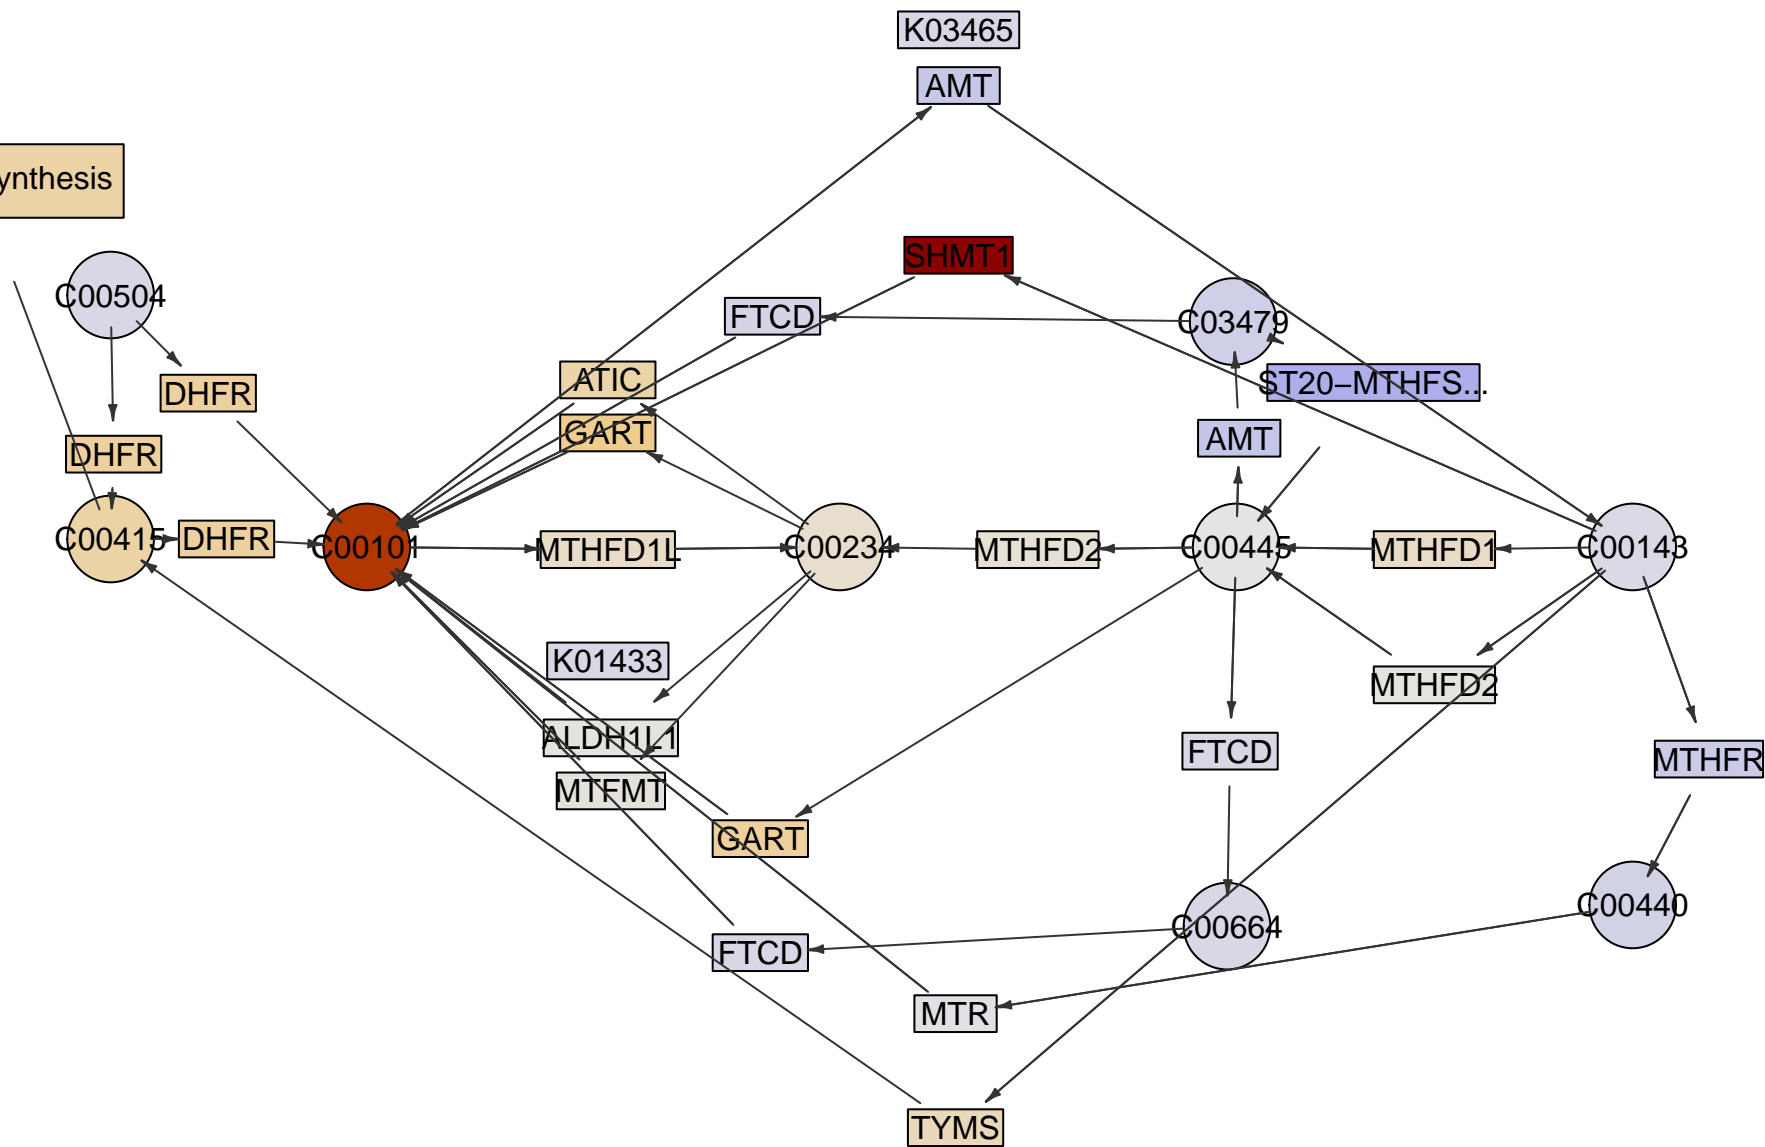 K03465
AMT
ynthesis
SHMT1
C00504
FTCD
C03479
ATIC
ST20−MTHFS...
DHFR
GART
AMT
DHFR
C00415
DHFR
C00101
MTHFD1L
C00234
MTHFD2
C00445
MTHFD1
C00143
K01433
MTHFD2
ALDH1L1
FTCD
MTHFR
MTFMT
GART
C00440
C00664
FTCD
MTR
TYMS